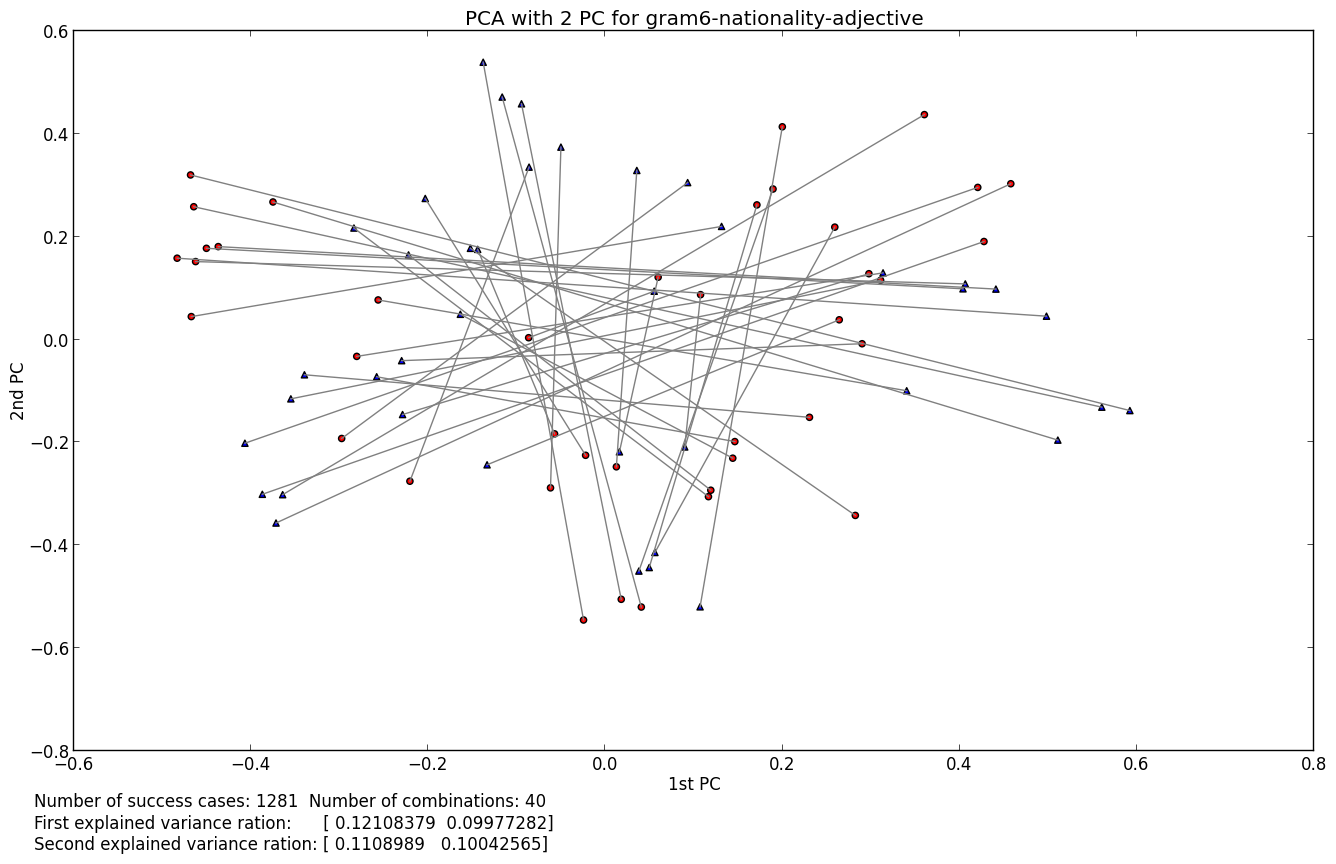 PCA with 2 PC for gram6-nationality-adjective
0.6
0.4
0.2
0.0
−0.2
−0.4
−0.6
−0.8
2nd PC
−0.6 −0.4 −0.2 0.0 0.2 0.4 0.6 0.8
1st PC
Number of success cases: 1281 Number of combinations: 40
First explained variance ration: [ 0.12108379 0.09977282]
Second explained variance ration: [ 0.1108989 0.10042565]